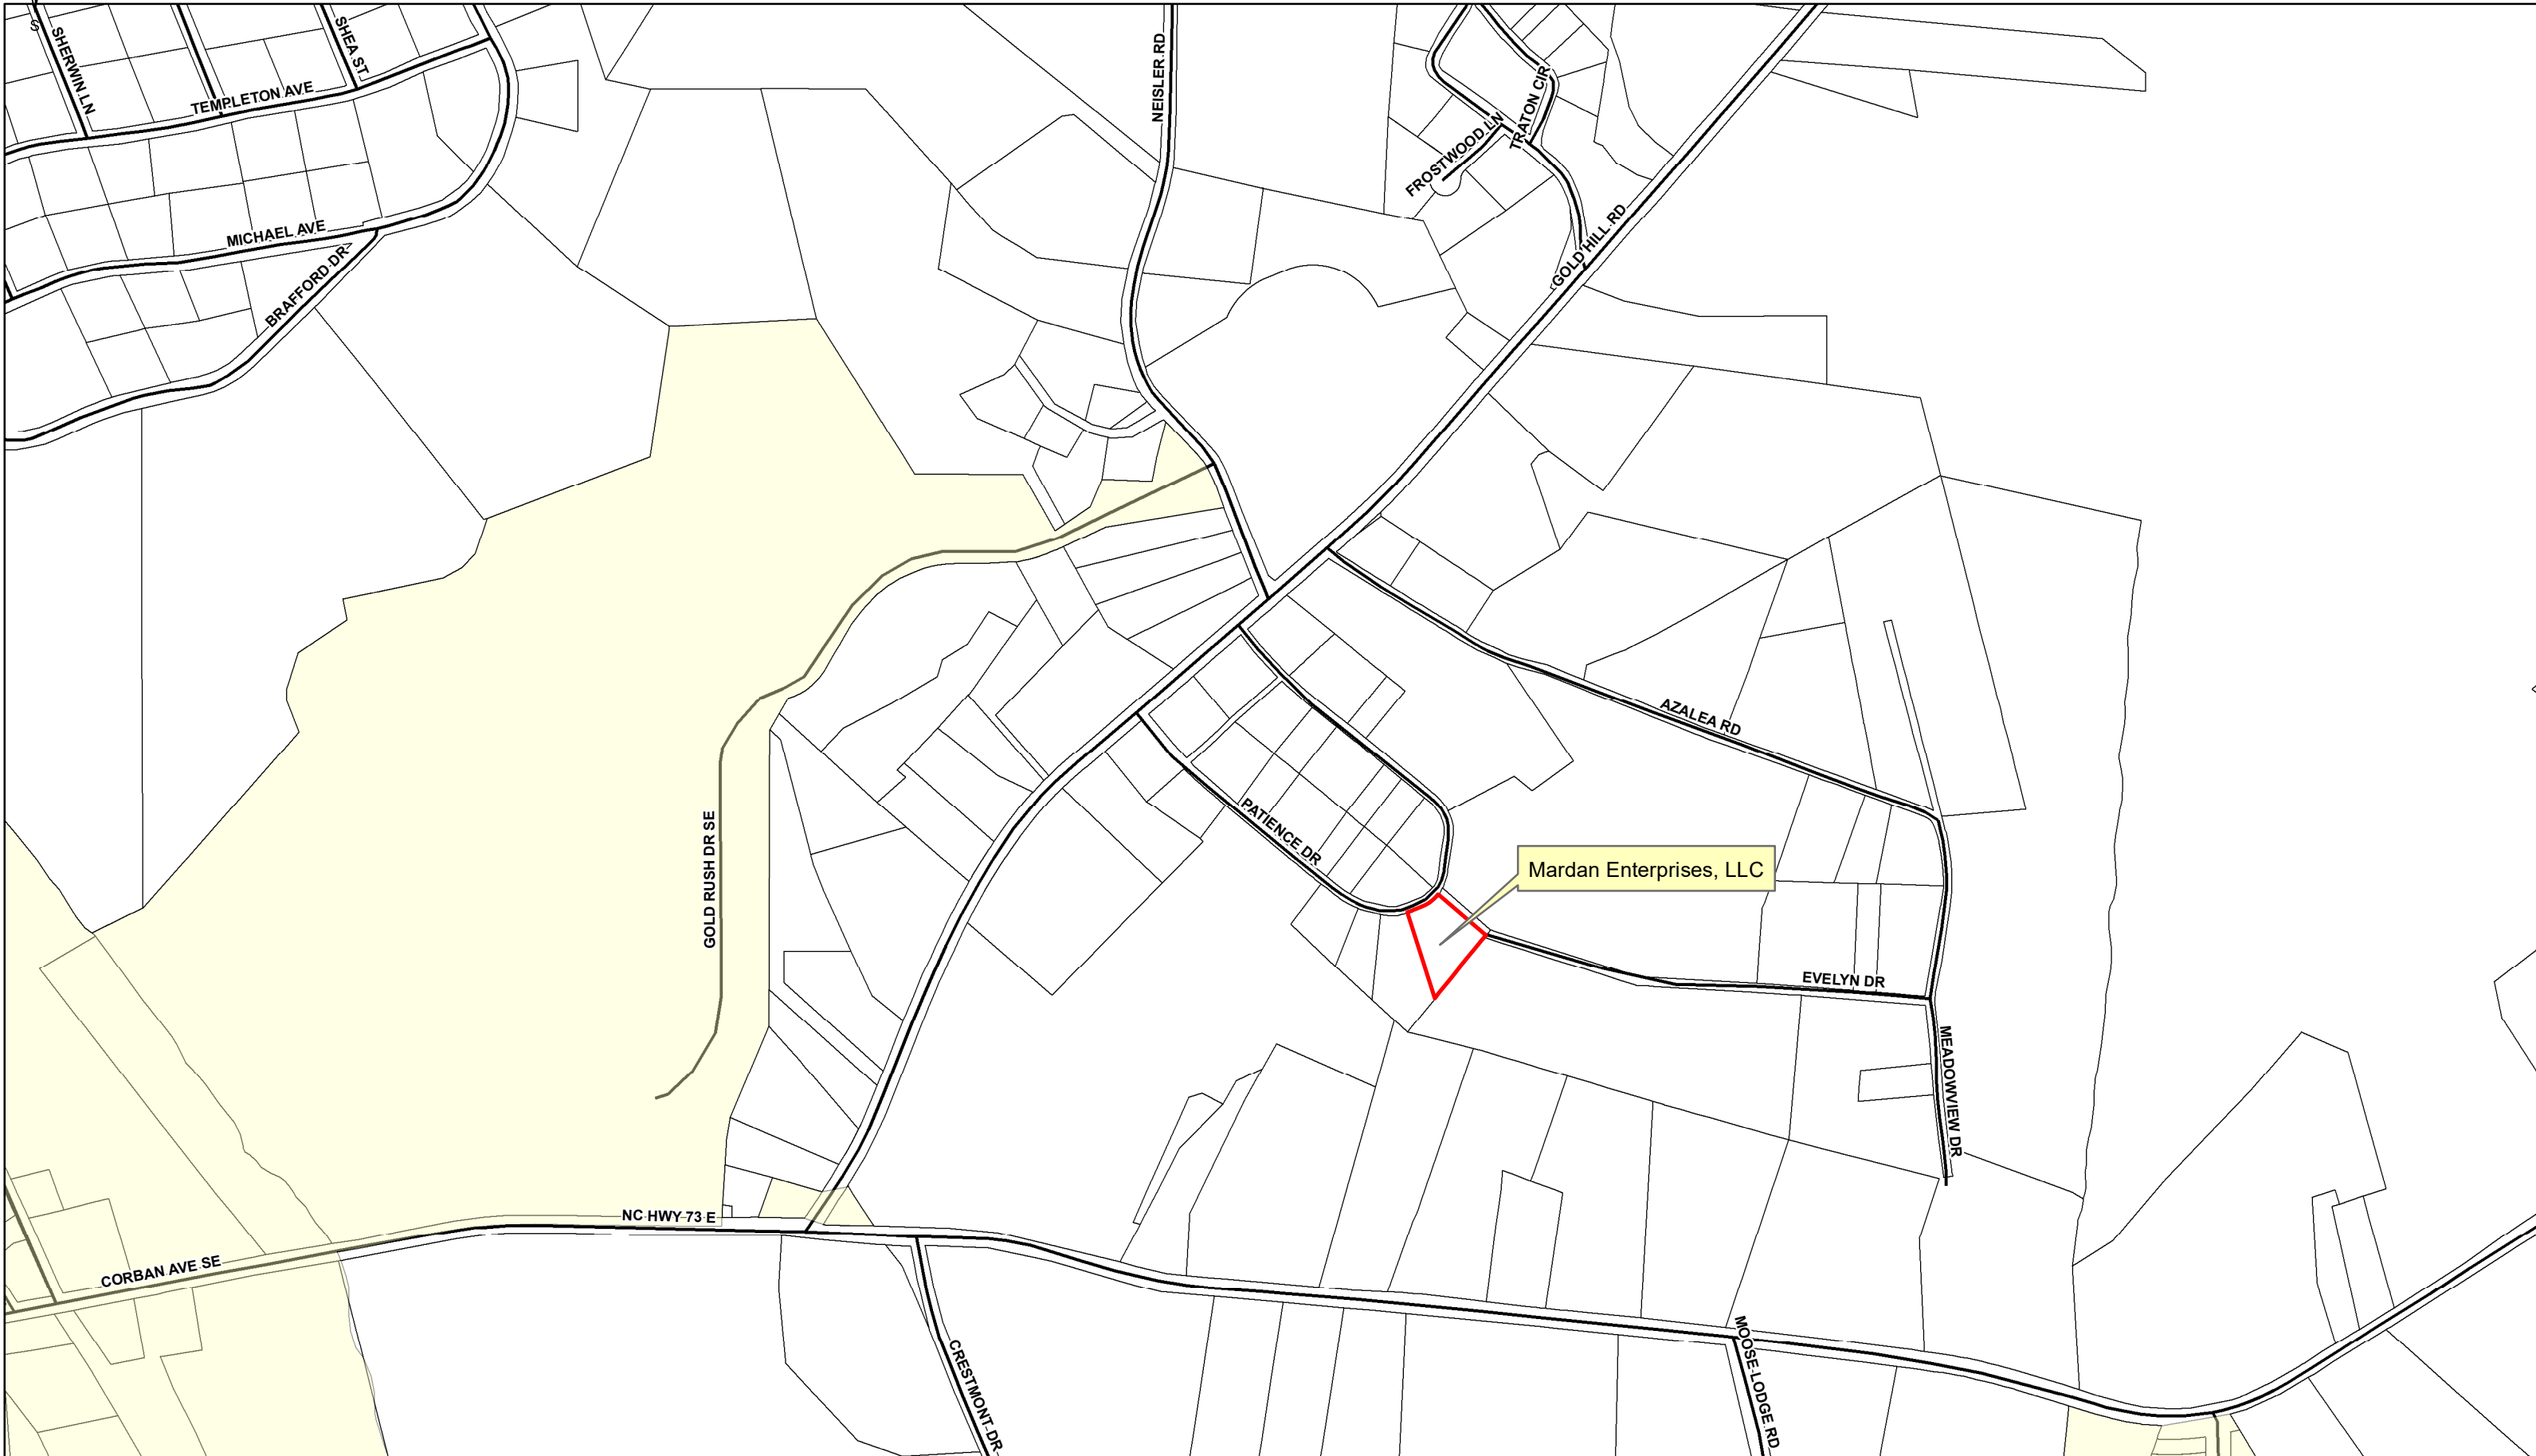 S
SHERWIN LN
SHEA ST
TEMPLETON AVE
MICHAEL AVE
BRAFFORD DR
NEISLER RD
FROSTWOOD LN
TRATON CIR
GOLD HILL RD
AZALEA RD
PATIENCE DR
Mardan Enterprises, LLC
GOLD RUSH DR SE
EVELYN DR
MEADOWVIEW DR
NC HWY 73 E
CORBAN AVE SE
CRESTMONT DR
MOOSE LODGE RD